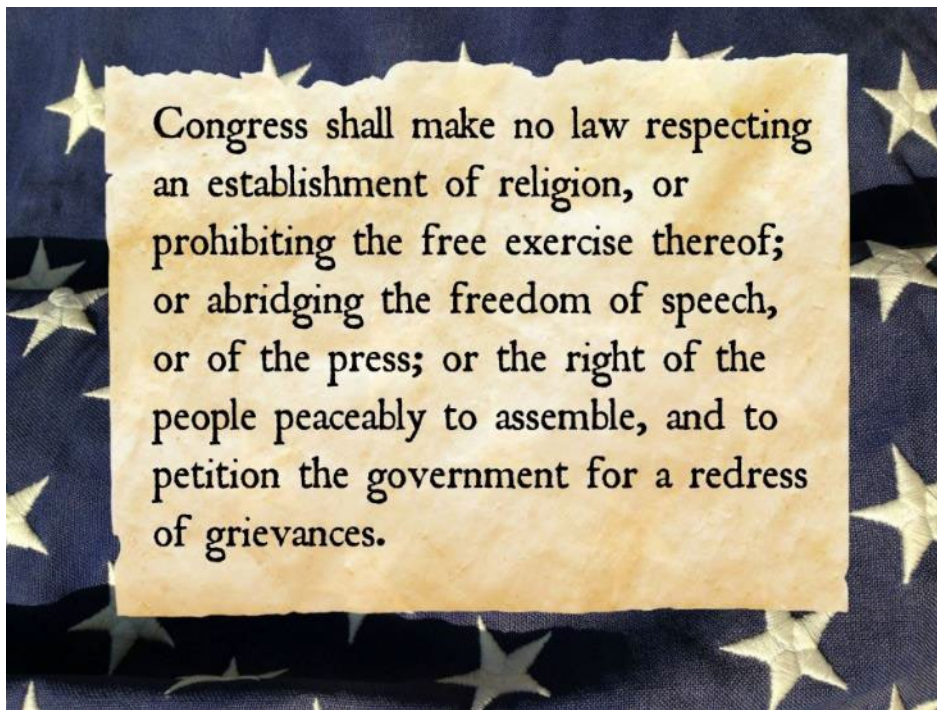 Congress shall make no law respecting
an establishment of religion, or
prohibiting the free exercise thereof;
or abridging the freedom of speech,
or of the press; or the right of the
people peaceably to assemble, and to
petition the government for a redress
of grievances.